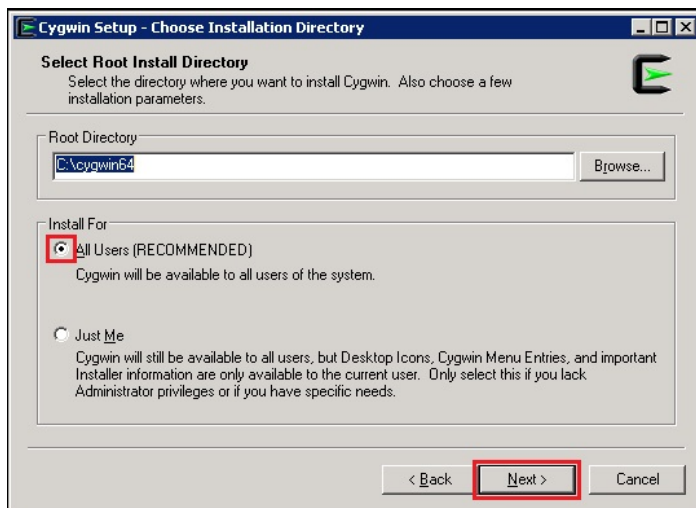 Cygwin Setup - Choose Installation Directory
Select Root Install Directory
Select the directory where you want to install Cygwin. Also choose a few
installation parameters.
Root Directory
C:\cygwin64
Browse...
Install For
All Users (RECOMMENDED)
Cygwin will be available to all users of the system.
Just Me
Cygwin will still be available to all users, but Desktop Icons, Cygwin Menu Entries, and important
Installer information are only available to the current user. Only select this if you lack
Administrator privileges or if you have specific needs.
< Back
Next >
Cancel